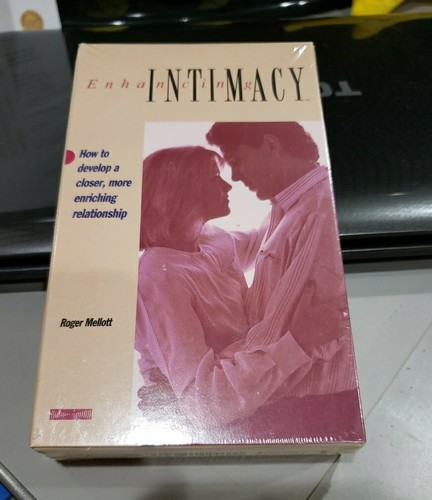 Enhancing
INTIMACY
How to
develop a
closer, more
enriching
relationship
Roger Mellott